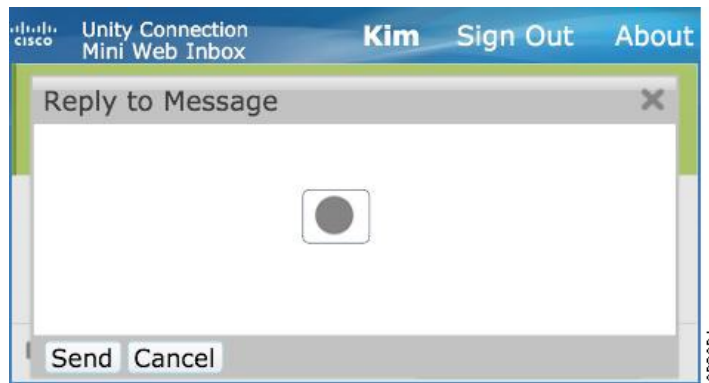 cisco
Unity Connection
Mini Web Inbox
Kim Sign Out About
Reply to Message
Send Cancel